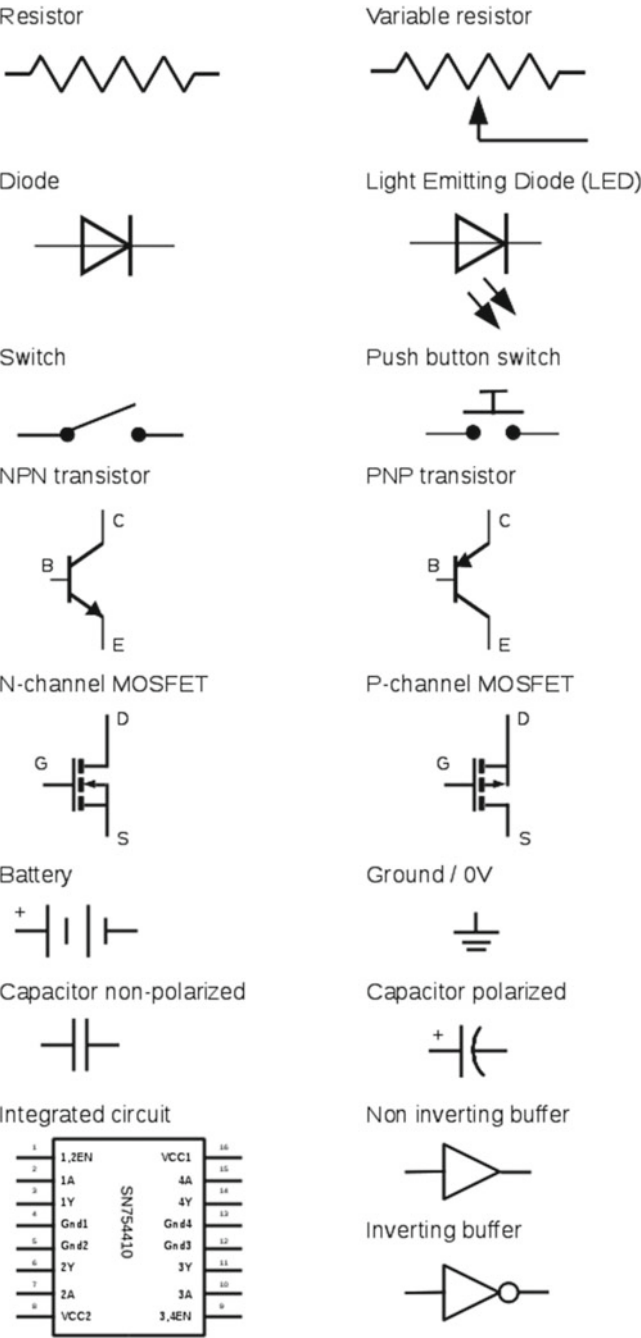 Resistor
Variable resistor
Diode
Light Emitting Diode (LED)
Switch
Push button switch
NPN transistor
PNP transistor
C
B
E
C
B
E
N-channel MOSFET
P-channel MOSFET
D
G
S
D
G
S
Battery
Ground / 0V
+
Capacitor non-polarized
Capacitor polarized
+
Integrated circuit
Non inverting buffer
1 1,2EN VCC1 16
2 1A 4A 15
3 1Y 4Y 14
4 Gnd1 Gnd4 13
5 Gnd2 Gnd3 12
6 2Y 3Y 11
7 2A 3A 10
8 VCC2 3,4EN 9
SN754410
Inverting buffer